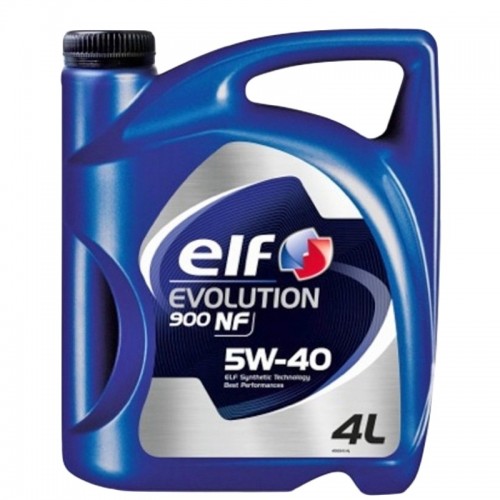 elf
EVOLUTION
900 NF
5W-40
ELF Synthetic Technology
Best Performances
4L